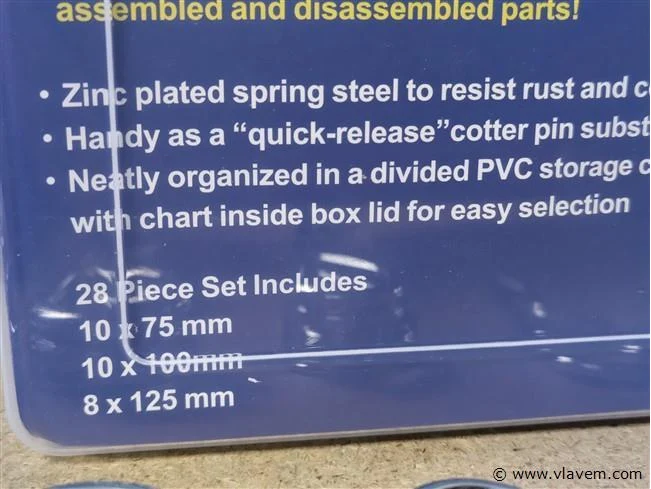 assembled and disassembled parts!
• Zinc plated spring steel to resist rust and
• Handy as a “quick-release”cotter pin
• Neatly organized in a divided PVC storage
with chart inside box lid for easy selection
28 Piece Set Includes
10 x 75 mm
10 x 100mm
8 x 125 mm
© www.vlavem.com